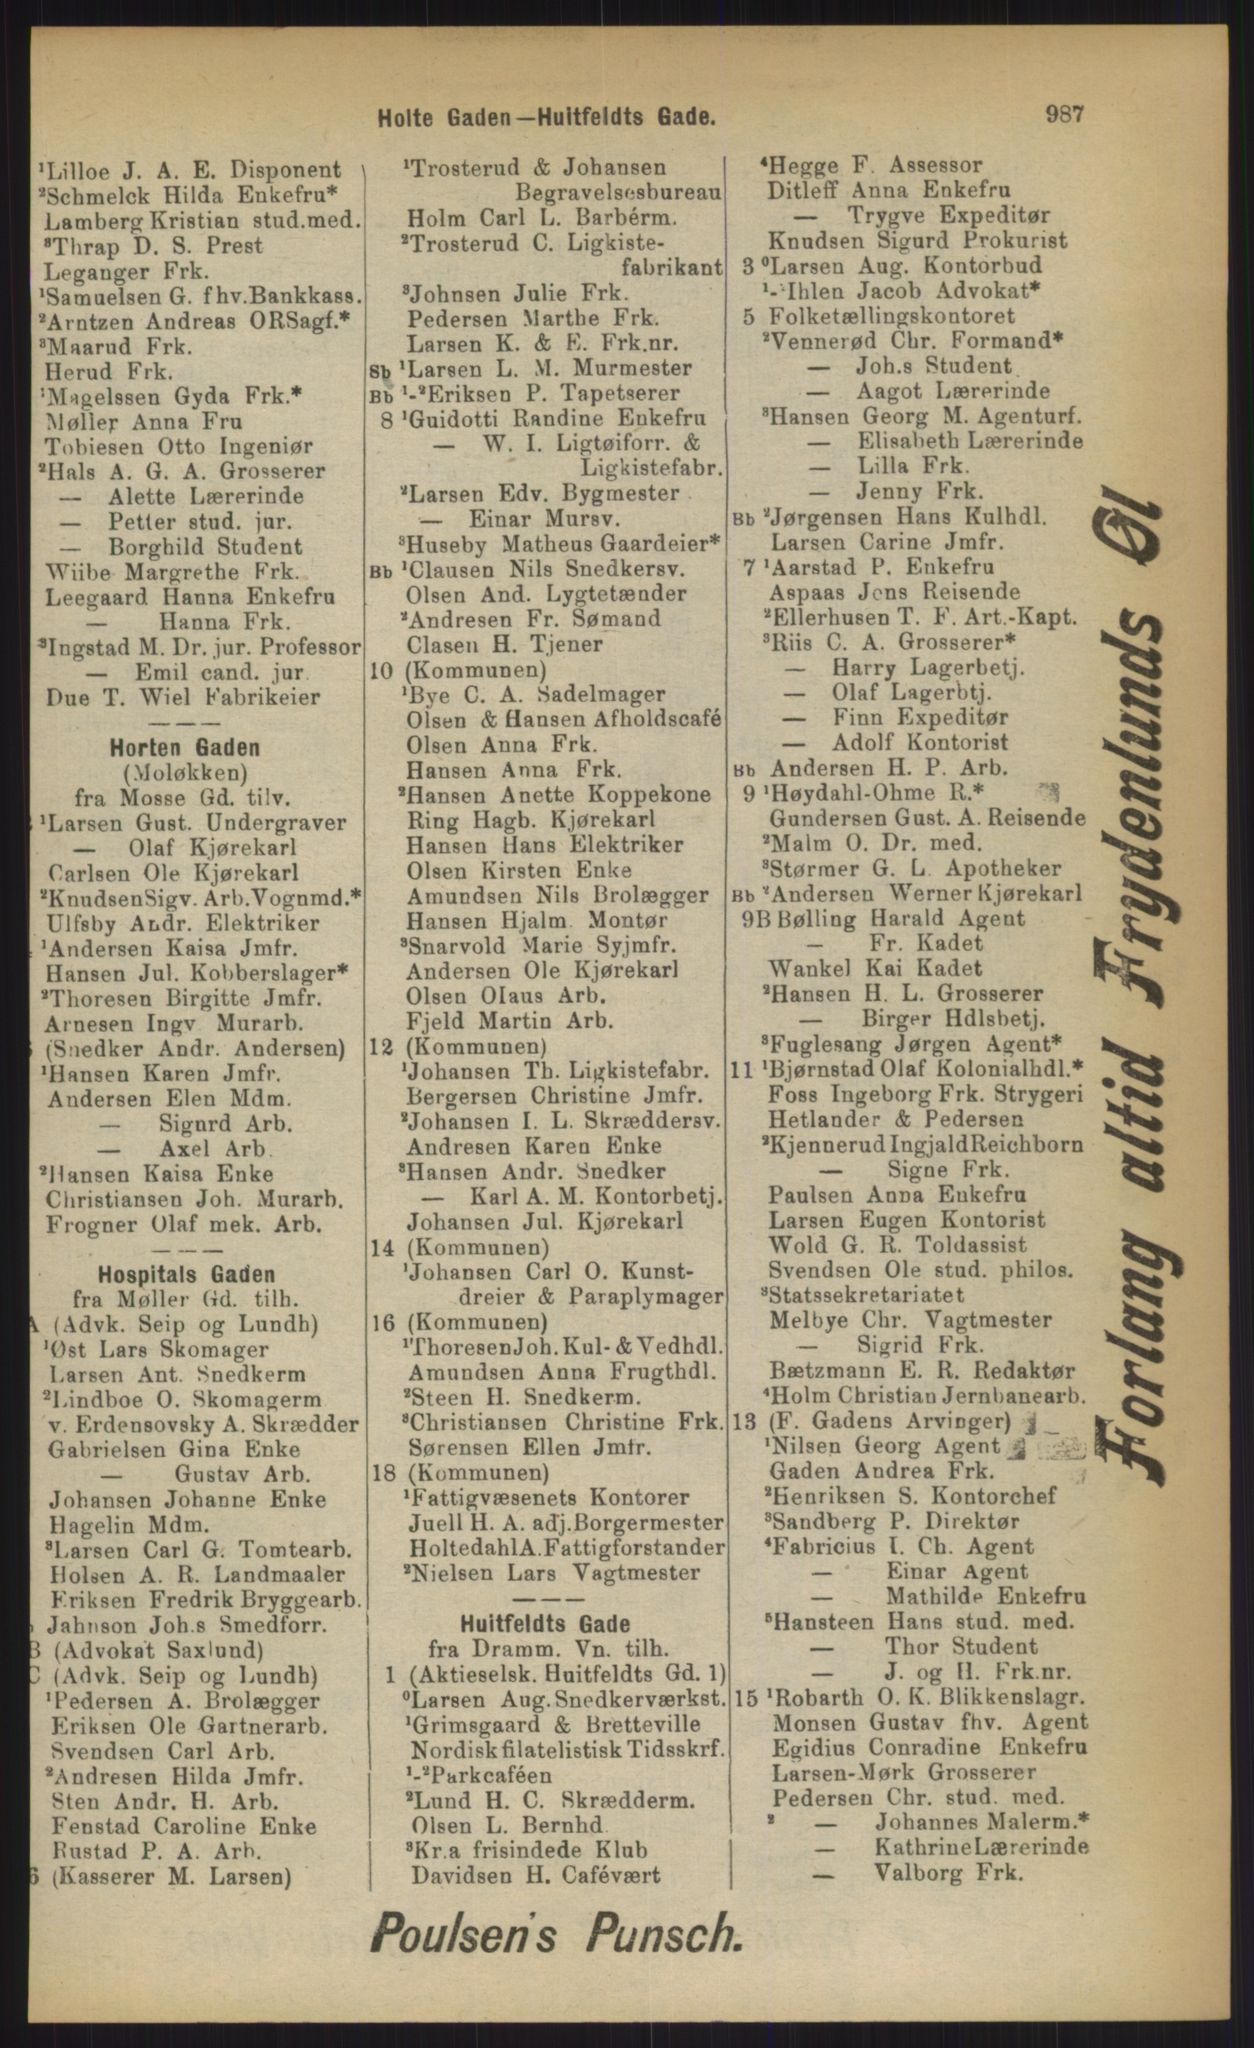 Holte Gaden—Huitfeldts Gade.
987
¹Lilloe J. A. E. Disponent
²Schmelck Hilda Enkefru*
Lamberg Kristian stud.med.
³Thrap D. S. Prest
Leganger Frk.
¹Samuelsen G. fhv.Bankkass.
²Arntzen Andreas ORSagf.*
³Maarud Frk.
Herud Frk.
¹Magelssen Gyda Frk.*
Møller Anna Fru
Tobiesen Otto Ingeniør
²Hals A. G. A. Grosserer
— Alette Lærerinde
— Petter stud. jur.
— Borghild Student
Wiibe Margrethe Frk.
Leegaard Hanna Enkefru
— Hanna Frk.
³Ingstad M. Dr. jur. Professor
— Emil cand. jur.
Due T. Wiel Fabrikeier
— — —
Horten Gaden
(Moløkken)
fra Mosse Gd. tilv.
¹Larsen Gust. Undergraver
— Olaf Kjørekarl
Carlsen Ole Kjørekarl
²KnudsenSigv. Arb.Vognmd.*
Ulfsby Andr. Elektriker
¹Andersen Kaisa Jmfr.
Hansen Jul. Kobberslager*
²Thoresen Birgitte Jmfr.
Arnesen Ingv Murarb.
(Snedker Andr. Andersen)
¹Hansen Karen Jmfr.
Andersen Elen Mdm.
— Sigurd Arb.
— Axel Arb
²Hansen Kaisa Enke
Christiansen Joh. Murarb.
Frogner Olaf mek. Arb.
— — —
Hospitals Gaden
fra Møller Gd. tilh.
A (Advk. Seip og Lundh)
¹Øst Lars Skomager
Larsen Ant. Snedkerm
²Lindboe O. Skomagerm
v. Erdensovsky A. Skrædder
Gabrielsen Gina Enke
— Gustav Arb.
Johansen Johanne Enke
Hagelin Mdm.
³Larsen Carl G. Tomtearb.
Holsen A. R. Landmaaler
Eriksen Fredrik Bryggearb.
Jahnson Joh.s Smedforr.
B (Advokat Saxlund)
C (Advk. Seip og Lundh)
¹Pedersen A. Brolægger
Eriksen Ole Gartnerarb.
Svendsen Carl Arb.
²Andresen Hilda Jmfr.
Sten Andr. H. Arb.
Fenstad Caroline Enke
Rustad P. A. Arb.
6 (Kasserer M. Larsen)
¹Trosterud & Johansen
Begravelsesbureau
Holm Carl L. Barbérm.
²Trosterud C. Ligkiste-
fabrikant
³Johnsen Julie Frk.
Pedersen Marthe Frk.
Larsen K. & E. Frk.nr.
Sb ¹Larsen L. M. Murmester
Bb ¹-²Eriksen P. Tapetserer
8 ¹Guidotti Randine Enkefru
— W. I. Ligtøiforr. &
Ligkistefabr.
²Larsen Edv. Bygmester
— Einar Mursv.
³Huseby Matheus Gaardeier*
Bb ¹Clausen Nils Snedkersv.
Olsen And. Lygtetænder
²Andresen Fr. Sømand
Clasen H. Tjener
10 (Kommunen)
¹Bye C. A. Sadelmager
Olsen & Hansen Afholdscafé
Olsen Anna Frk.
Hansen Anna Frk.
²Hansen Anette Koppekone
Ring Hagb. Kjørekarl
Hansen Hans Elektriker
Olsen Kirsten Enke
Amundsen Nils Brolægger
Hansen Hjalm. Montør
³Snarvold Marie Syjmfr.
Andersen Ole Kjørekarl
Olsen Olaus Arb.
Fjeld Martin Arb.
12 (Kommunen)
¹Johansen Th. Ligkistefabr.
Bergersen Christine Jmfr.
²Johansen I. L. Skræddersv.
Andresen Karen Enke
³Hansen Andr. Snedker
— Karl A. M. Kontorbetj.
Johansen Jul. Kjørekarl
14 (Kommunen)
¹Johansen Carl O. Kunst-
dreier & Paraplymager
16 (Kommunen)
¹ThoresenJoh.Kul- & Vedhdl.
Amundsen Anna Frugthdl.
²Steen H. Snedkerm.
³Christiansen Christine Frk.
Sørensen Ellen Jmfr.
18 (Kommunen)
¹Fattigvæsenets Kontorer
Juell H. A. adj.Borgermester
HoltedahlA.Fattigforstander
²Nielsen Lars Vagtmester
— — —
Huitfeldts Gade
fra Dramm. Vn. tilh.
1 (Aktieselsk. Huitfeldts Gd. 1)
⁰Larsen Aug. Snedkerværkst.
¹Grimsgaard & Bretteville
Nordisk filatelistisk Tidsskrf.
¹-²Parkcaféen
²Lund H. C. Skrædderm.
Olsen L. Bernhd
³Kr.a frisindede Klub
Davidsen H. Cafévært
⁴Hegge F. Assessor
Ditleff Anna Enkefru
— Trygve Expeditør
Knudsen Sigurd Prokurist
3 ⁰Larsen Aug. Kontorbud
¹-²Ihlen Jacob Advokat*
5 Folketællingskontoret
²Vennerød Chr. Formand*
— Joh.s Student
— Aagot Lærerinde
³Hansen Georg M. Agenturf.
— Elisabeth Lærerinde
— Lilla Frk.
— Jenny Frk.
Bb ²Jørgensen Hans Kulhdl.
Larsen Carine Jmfr.
7 ¹Aarstad P. Enkefru
Aspaas Jens Reisende
²Ellerhusen T. F. Art.-Kapt.
³Riis C. A. Grosserer*
— Harry Lagerbetj.
— Olaf Lagerbtj.
— Finn Expeditør
— Adolf Kontorist
Bb Andersen H. P. Arb.
9 ¹Høydahl-Ohme R.*
Gundersen Gust. A. Reisende
²Malm O. Dr. med.
³Størmer G. L. Apotheker
Bb ²Andersen Werner Kjørekarl
9B Bølling Harald Agent
— Fr. Kadet
Wankel Kai Kadet
²Hansen H. L. Grosserer
— Birger Hdlsbetj.
³Fuglesang Jørgen Agent*
11 ¹Bjørnstad Olaf Kolonialhdl.*
Foss Ingeborg Frk. Strygeri
Hetlander & Pedersen
²Kjennerud Ingjald Reichborn
— Signe Frk.
Paulsen Anna Enkefru
Larsen Eugen Kontorist
Wold G. R. Toldassist
Svendsen Ole stud. philos.
³Statssekretariatet
Melbye Chr. Vagtmester
— Sigrid Frk.
Bætzmann E. R. Redaktør
⁴Holm Christian Jernbanearb.
13 (F. Gadens Arvinger)
¹Nilsen Georg Agent
Gaden Andrea Frk.
²Henriksen S. Kontorchef
³Sandberg P. Direktør
⁴Fabricius I. Ch. Agent
— Einar Agent
— Mathilde Enkefru
⁵Hansteen Hans stud. med.
— Thor Student
— J. og H. Frk.nr.
15 ¹Robarth O. K. Blikkenslagr.
Monsen Gustav fhv. Agent
Egidius Conradine Enkefru
Larsen-Mørk Grosserer
Pedersen Chr. stud. med.
² — Johannes Malerm.*
— Kathrine Lærerinde
— Valborg Frk.
Forlang altid Frydenlunds Øl
Poulsen's Punsch.